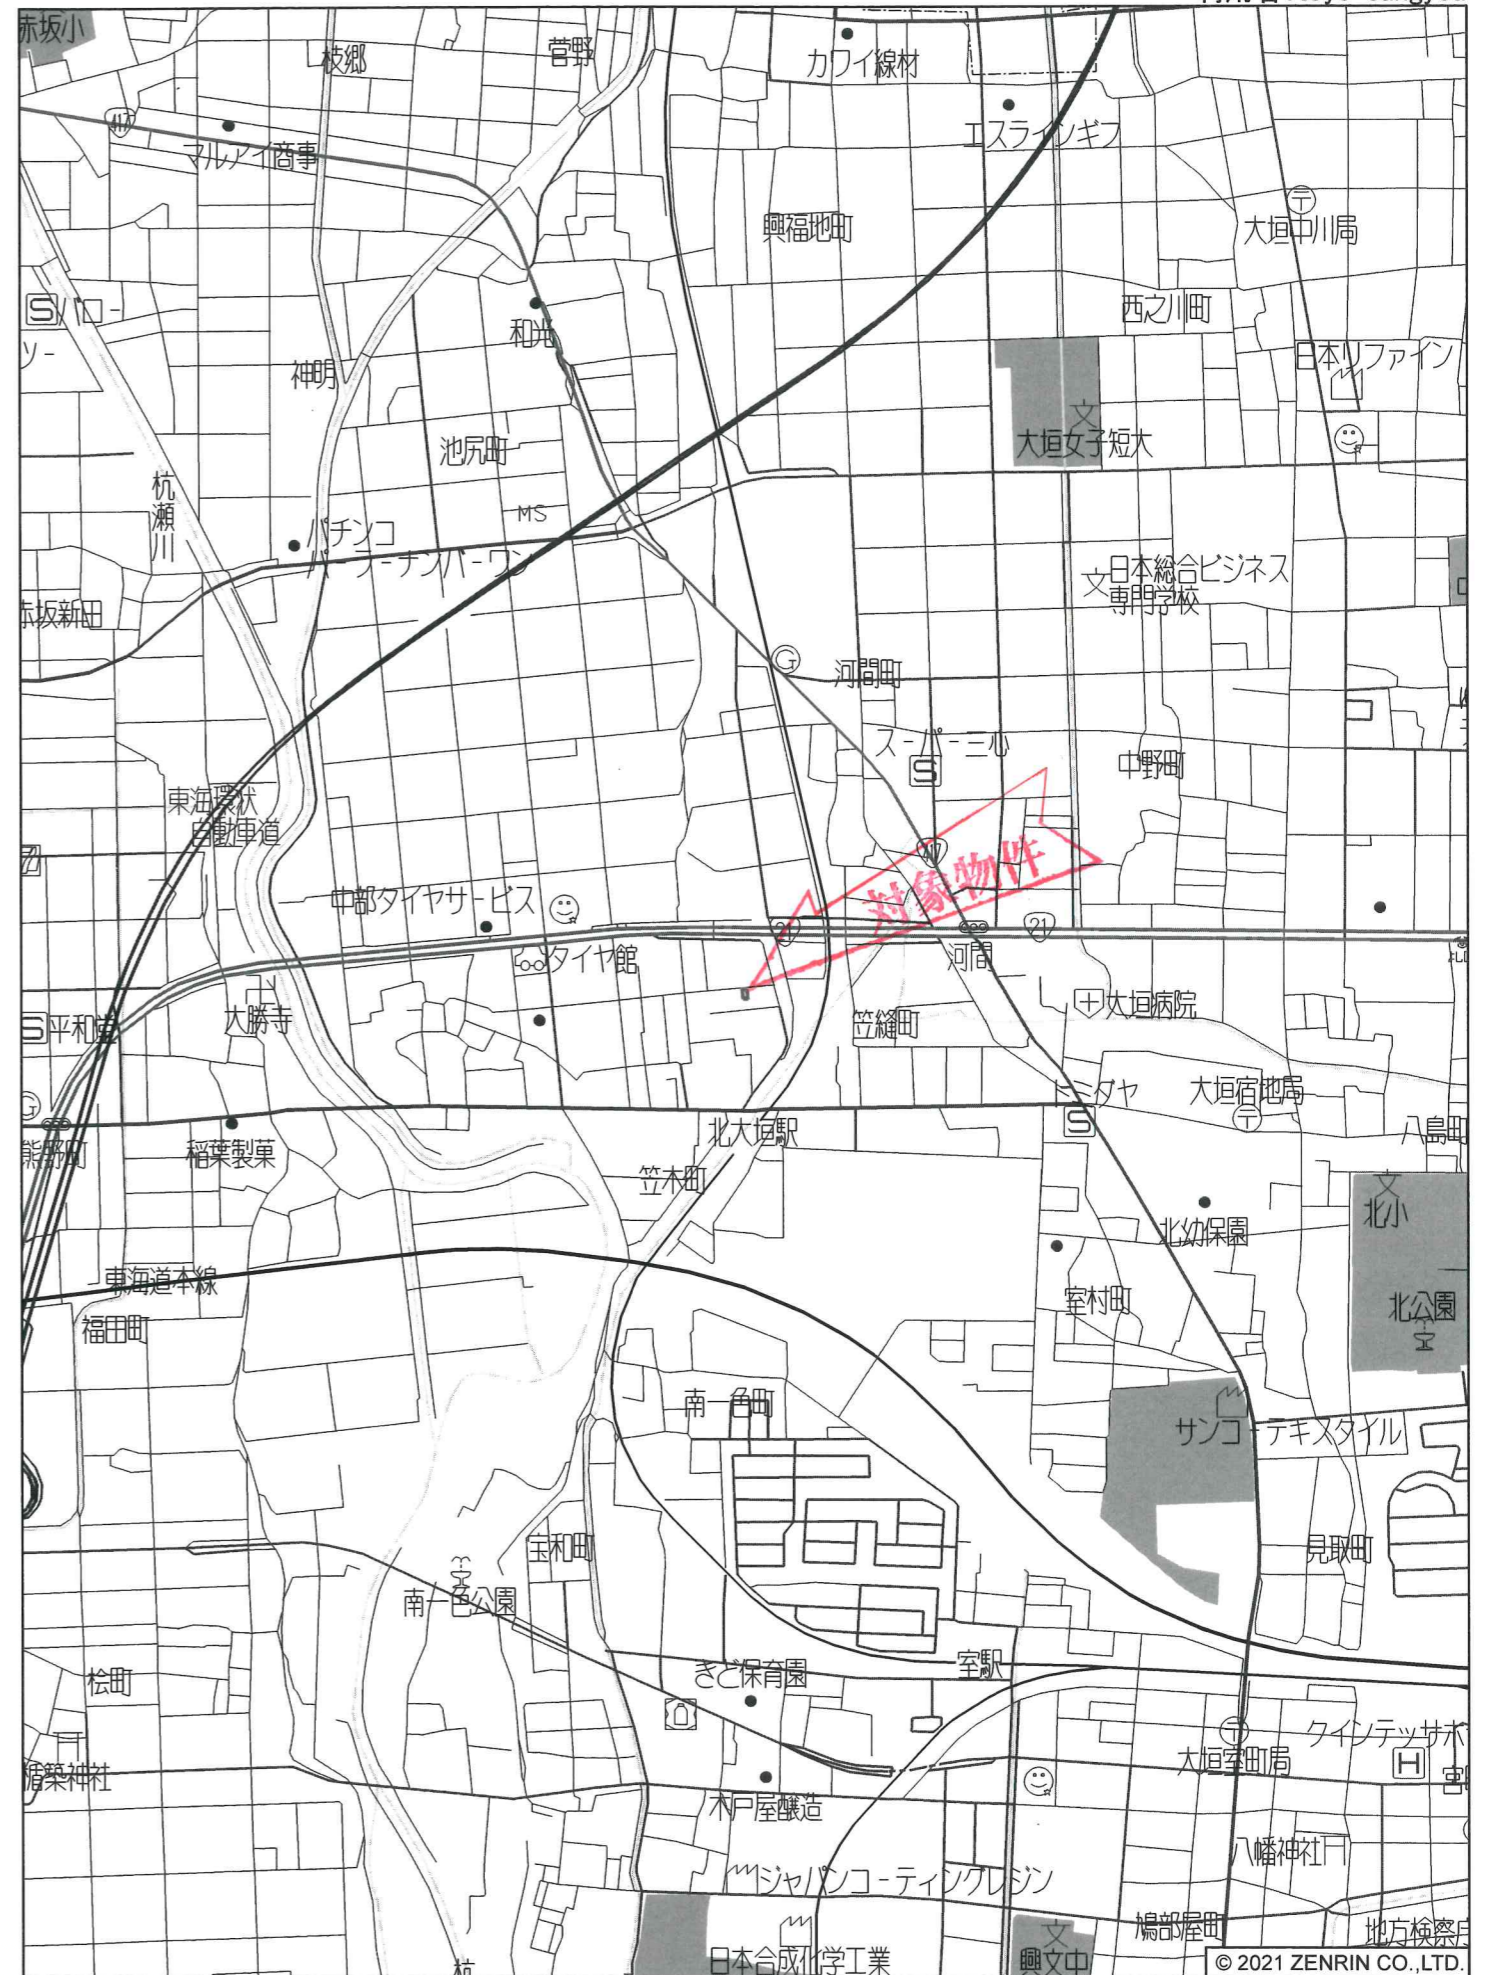 赤坂小
枝郷
菅野
カワイ線材
417
マルアイ商事
エスラインギフ
興福地町
〒
大垣中川局
S バロー
西之川町
和光
神明
日本リファイン
池尻町
文
大垣女子短大
杭瀬川
MS
パチンコ
パーラーナンバーワン
文 日本総合ビジネス
専門学校
赤坂新田
G
河間町
スーパー三心
S
中野町
東海環状
自動車道
417
対象物件
中部タイヤサービス
21
21
タイヤ館
河間
大勝寺
S 平和堂
笠縫町
大垣病院
G
トミダヤ
S
大垣宿地局
〒
熊野町
稲葉製菓
北大垣駅
八島町
笠木町
文
北小
北幼保園
東海道本線
室村町
北公園
福田町
南一色町
サンコーテキスタイル
宝和町
見取町
南一色公園
きど保育園
室駅
桧町
〒
大垣室町局
クインテッサホ
H
楯築神社
木戸屋醸造
八幡神社
ジャパンコーティングレジン
鳩部屋町
文
興文中
地方検察庁
日本合成化学工業
杭
© 2021 ZENRIN CO.,LTD.